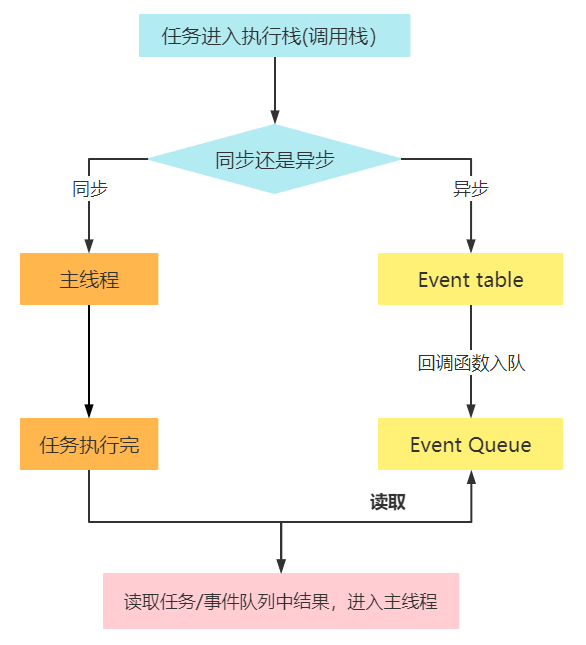 任务进入执行栈(调用栈）
同步还是异步
同步
异步
主线程
Event table
回调函数入队
任务执行完
Event Queue
读取
读取任务/事件队列中结果，进入主线程